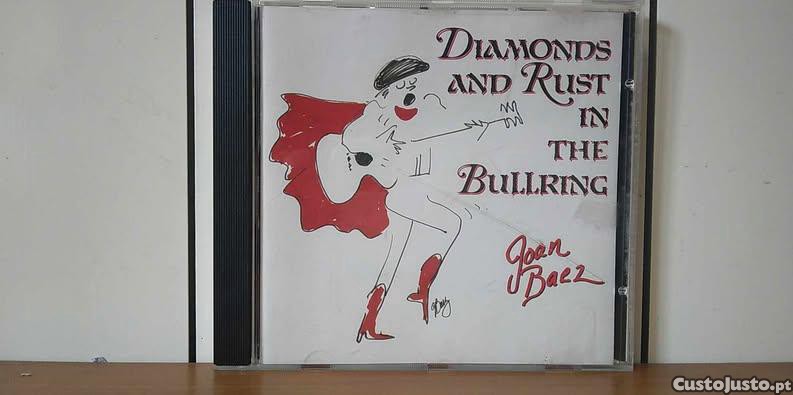 DIAMONDS
AND RUST
IN
THE
BULLRING
Joan
Baez
CustoJusto.pt